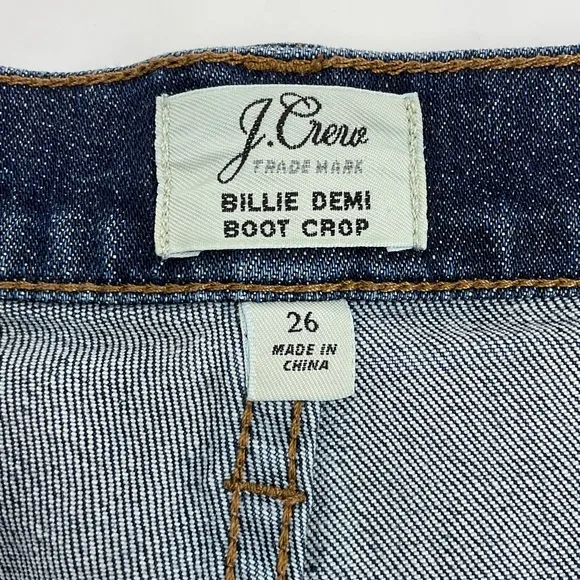 J.Crew
TRADE MARK
BILLIE DEMI
BOOT CROP
26
MADE IN
CHINA